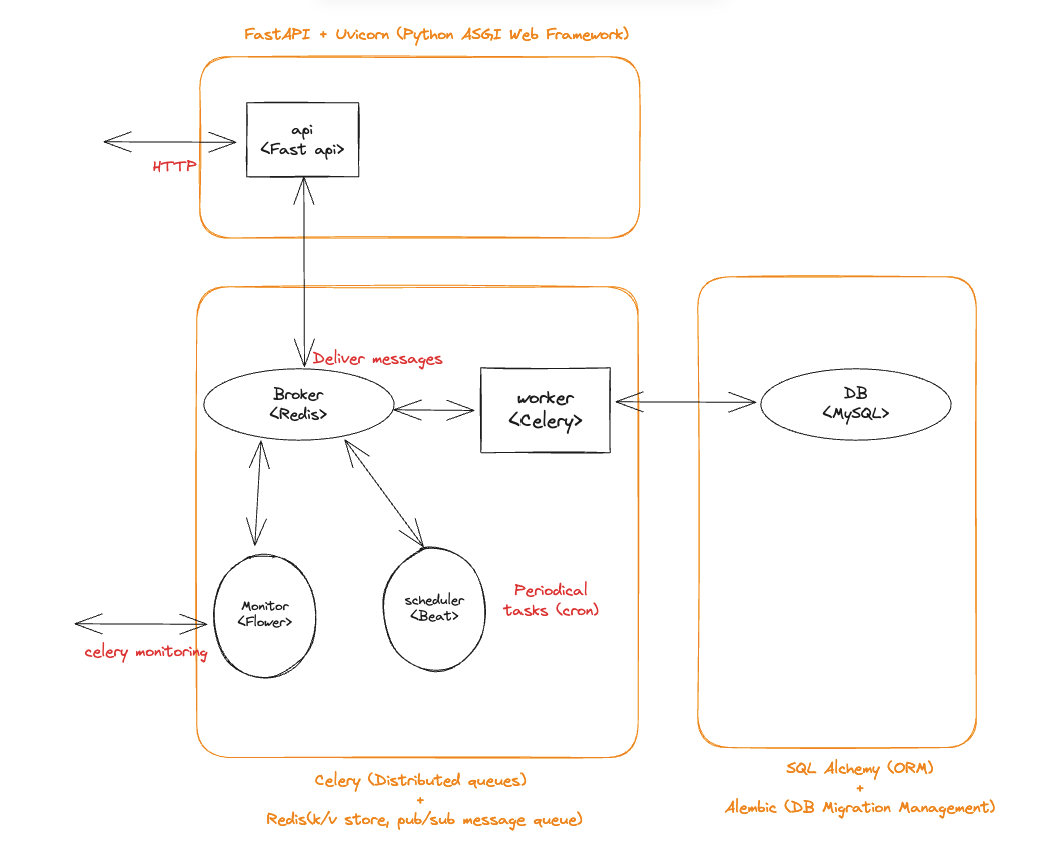 FastAPI + Uvicorn (Python ASGI Web Framework)
api
<Fast api>
HTTP
Deliver messages
Broker
<Redis>
worker
<Celery>
DB
<MySQL>
Monitor
<Flower>
scheduler
<Beat>
Periodical
tasks (cron)
celery monitoring
Celery (Distributed queues)
+
Redis(k/v store, pub/sub message queue)
SQL Alchemy (ORM)
+
Alembic (DB Migration Management)